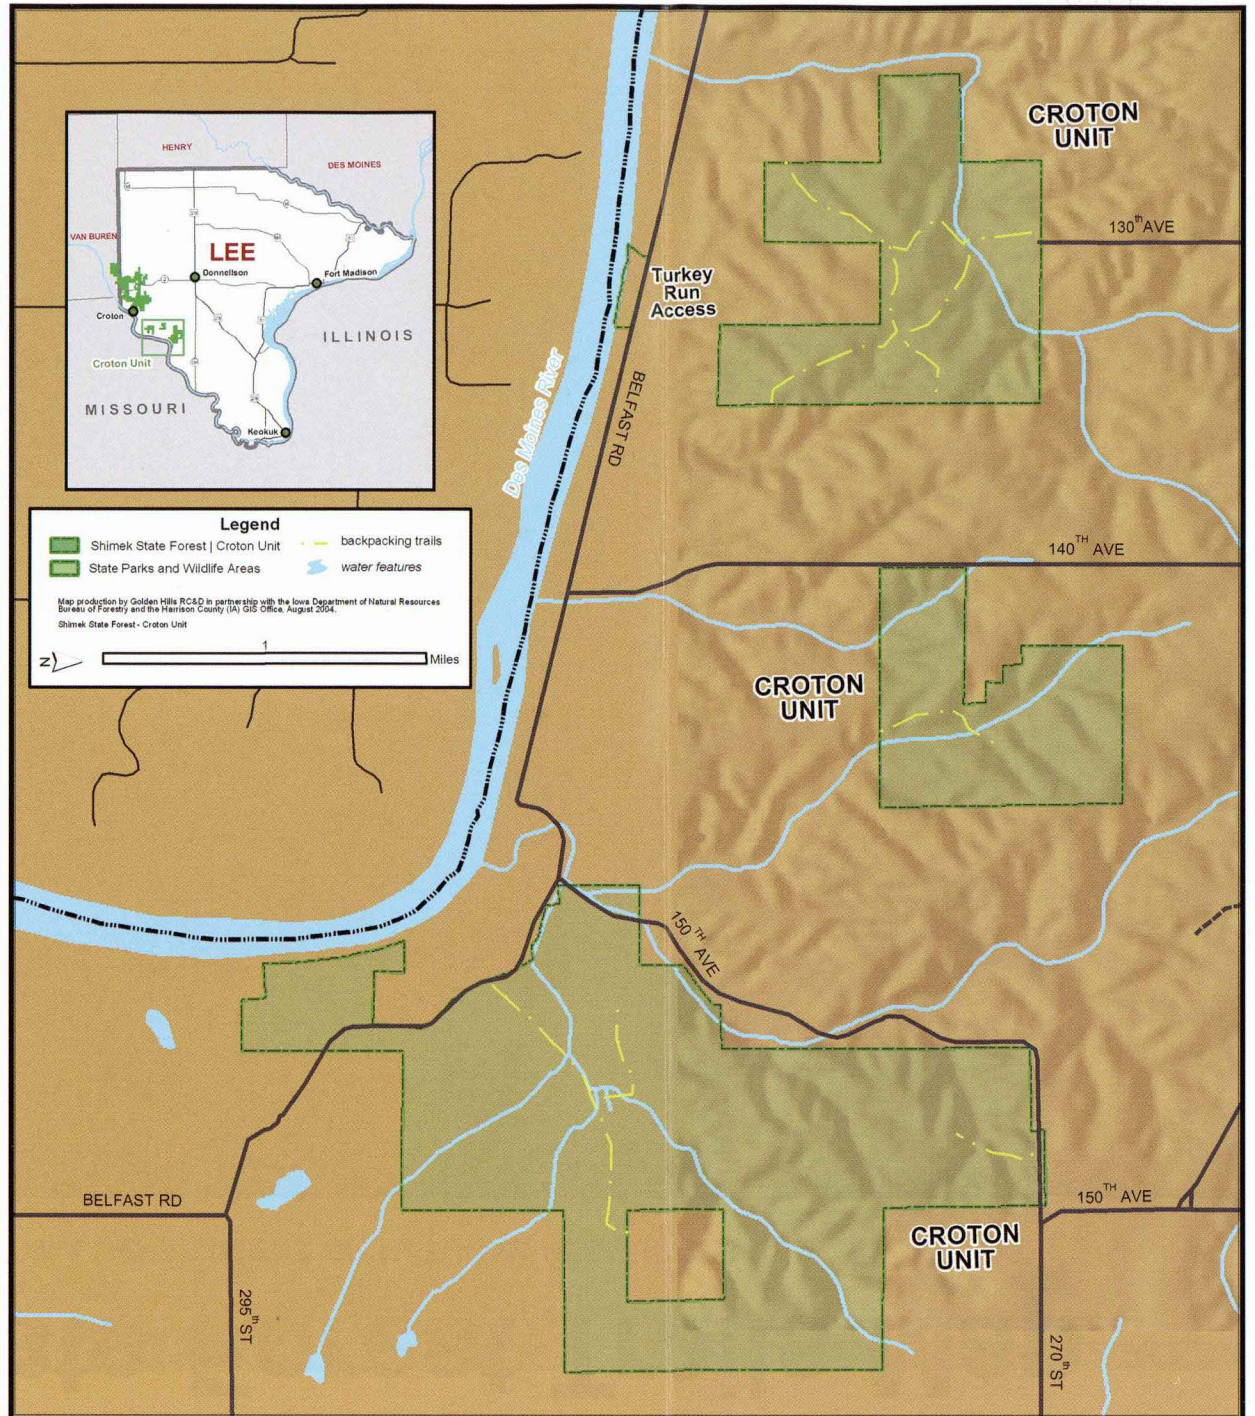 CROTON
UNIT
130th AVE
Turkey
Run
Access
Des Moines River
BELFAST RD
HENRY
DES MOINES
VAN BUREN
LEE
Donnellson
Fort Madison
Croton
ILLINOIS
Croton Unit
MISSOURI
Keokuk
Legend
Shimek State Forest | Croton Unit
backpacking trails
State Parks and Wildlife Areas
water features
Map production by Golden Hills RC&D in partnership with the Iowa Department of Natural Resources
Bureau of Forestry and the Harrison County (IA) GIS Office, August 2004.
Shimek State Forest - Croton Unit
N
1
Miles
140TH AVE
CROTON
UNIT
150TH AVE
BELFAST RD
150TH AVE
CROTON
UNIT
295th ST
270th ST